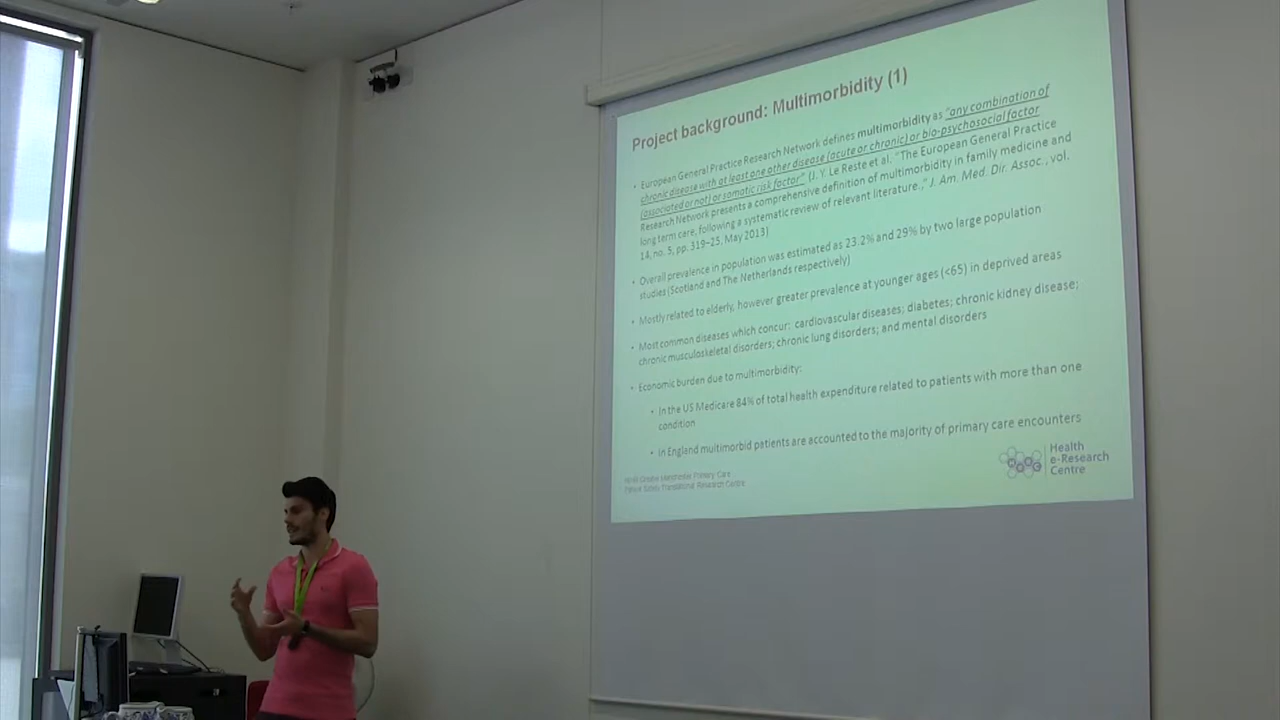 Project background: Multimorbidity (1)
• European General Practice Research Network defines multimorbidity as "any combination of
chronic disease with at least one other disease (acute or chronic) or bio-psychosocial factor
(associated or not) or somatic risk factor" (J. Y. Le Reste et al. "The European General Practice
Research Network presents a comprehensive definition of multimorbidity in family medicine and
long term care, following a systematic review of relevant literature.," J. Am. Med. Dir. Assoc., vol.
14, no. 5, pp. 319–25, May 2013)
• Overall prevalence in population was estimated as 23.2% and 29% by two large population
studies (Scotland and The Netherlands respectively)
• Mostly related to elderly, however greater prevalence at younger ages (<65) in deprived areas
• Most common diseases which concur: cardiovascular diseases; diabetes; chronic kidney disease;
chronic musculoskeletal disorders; chronic lung disorders; and mental disorders
• Economic burden due to multimorbidity:
• In the US Medicare 84% of total health expenditure related to patients with more than one
condition
• In England multimorbid patients are accounted to the majority of primary care encounters
Greater Manchester Primary Care
Patient Safety Translational Research Centre
Health
e-Research
Centre